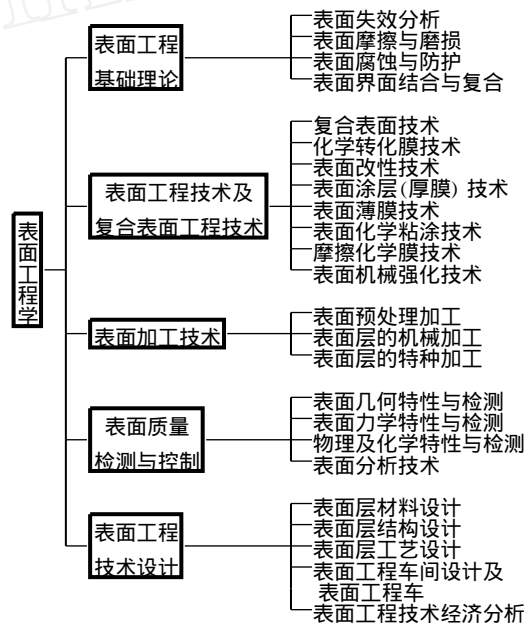 表面工程学
表面工程
基础理论
表面失效分析
表面摩擦与磨损
表面腐蚀与防护
表面界面结合与复合
表面工程技术及
复合表面工程技术
复合表面技术
化学转化膜技术
表面改性技术
表面涂层(厚膜) 技术
表面薄膜技术
表面化学粘涂技术
摩擦化学膜技术
表面机械强化技术
表面加工技术
表面预处理加工
表面层的机械加工
表面层的特种加工
表面质量
检测与控制
表面几何特性与检测
表面力学特性与检测
物理及化学特性与检测
表面分析技术
表面工程
技术设计
表面层材料设计
表面层结构设计
表面层工艺设计
表面工程车间设计及
表面工程车
表面工程技术经济分析